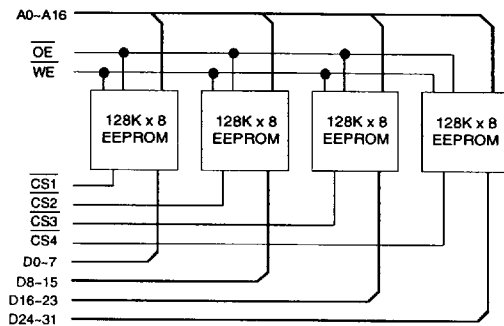 A0~A16
OE
WE
128K x 8
EEPROM
128K x 8
EEPROM
128K x 8
EEPROM
128K x 8
EEPROM
CS1
CS2
CS3
CS4
D0~7
D8~15
D16~23
D24~31